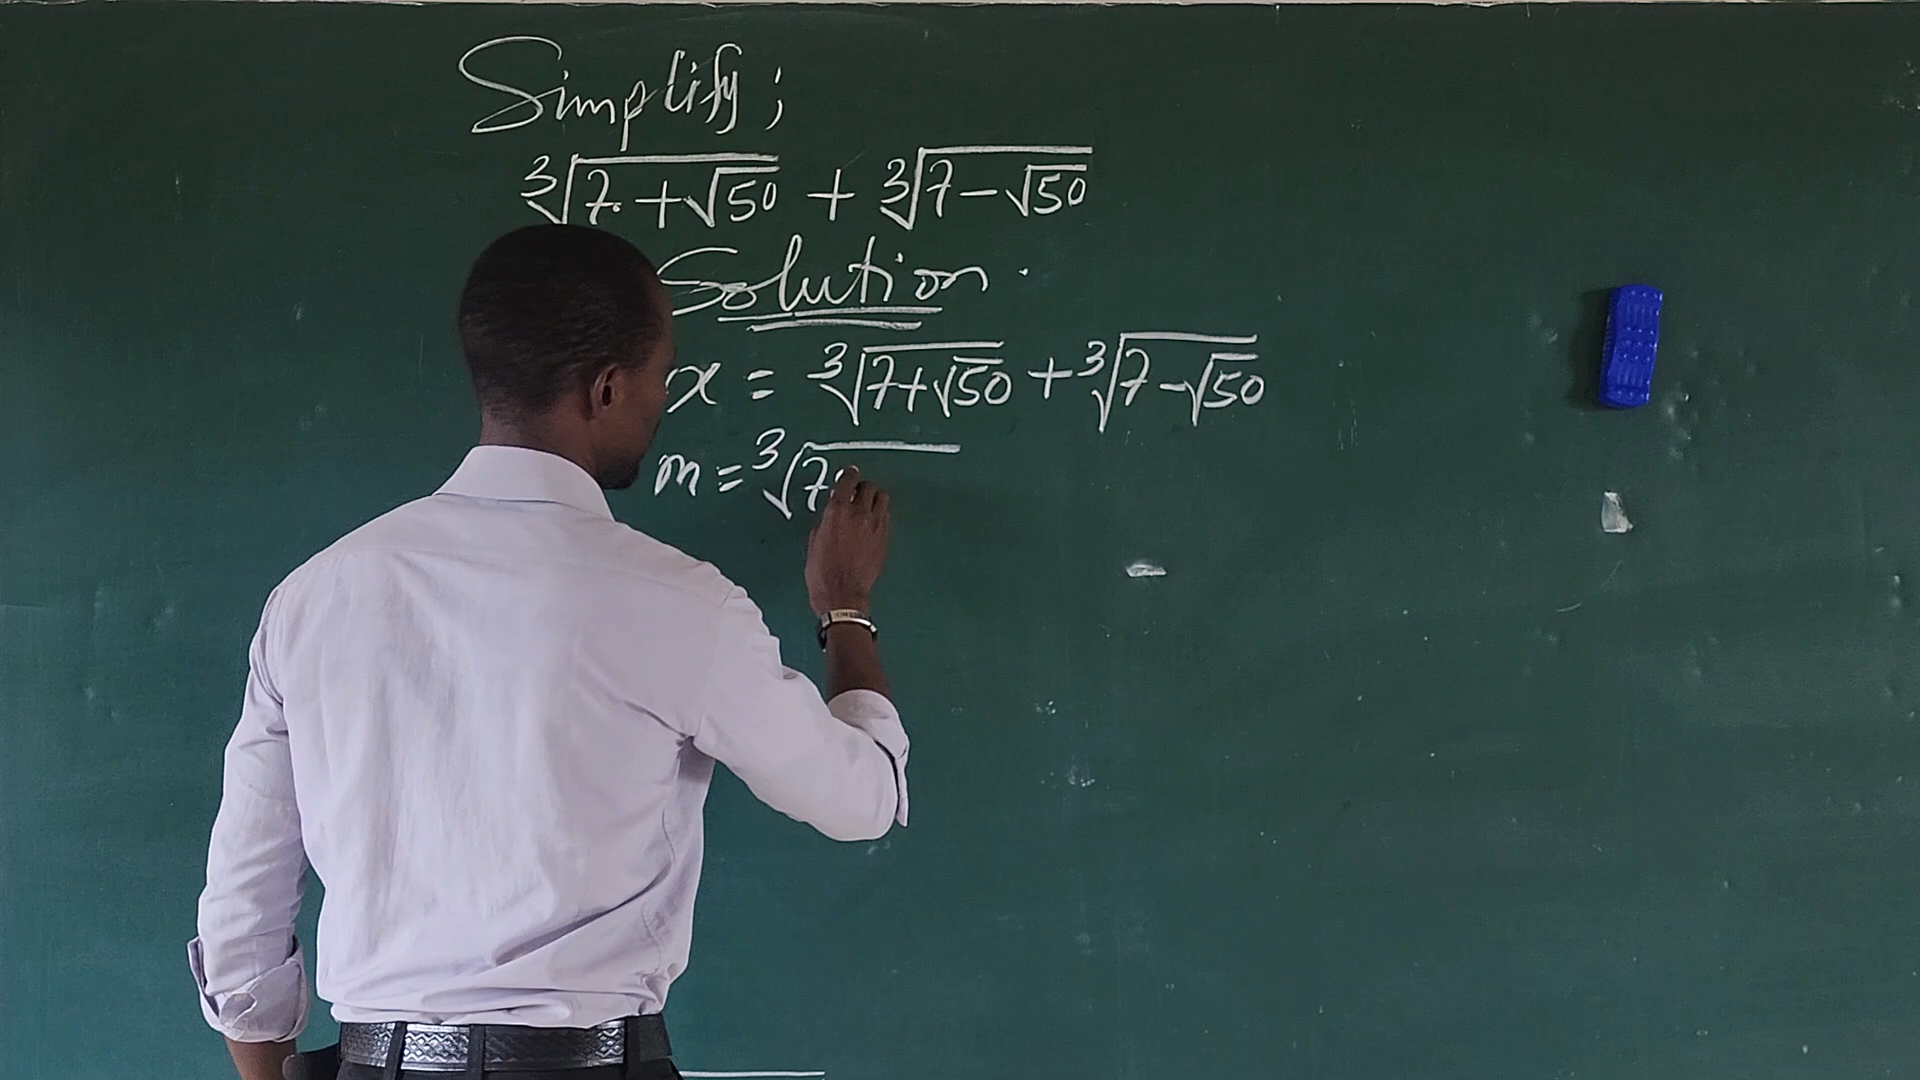 Simplify;
∛(7+√50) + ∛(7-√50)
Solution.
x = ∛(7+√50) + ∛(7-√50)
m = ∛7